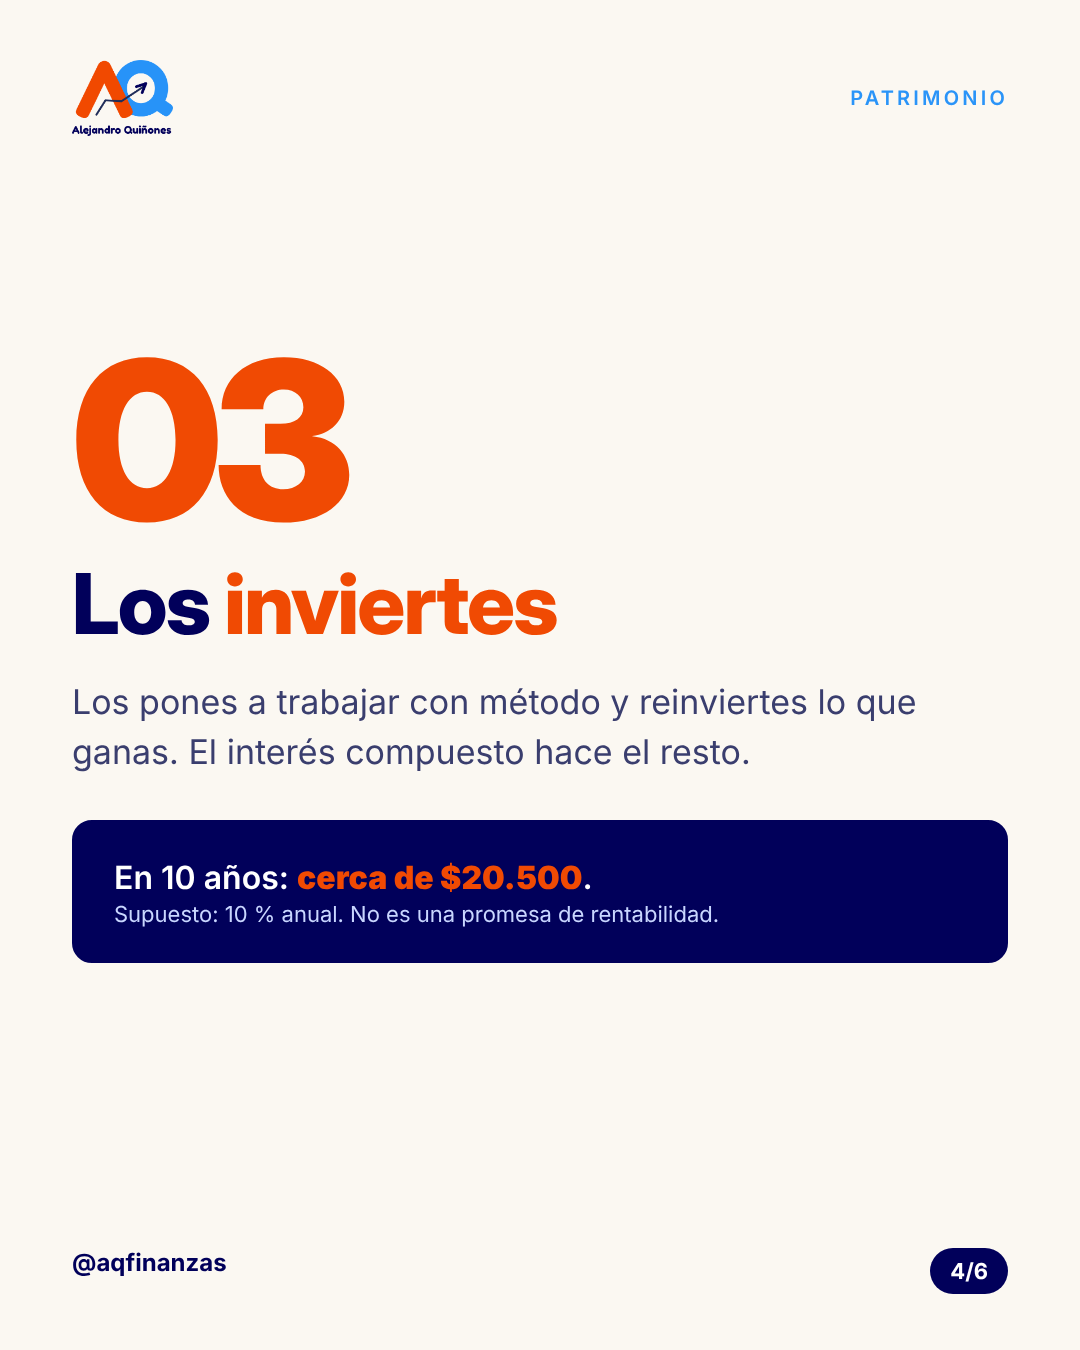 AQ
Alejandro Quiñones
PATRIMONIO
03
Los inviertes
Los pones a trabajar con método y reinviertes lo que
ganas. El interés compuesto hace el resto.
En 10 años: cerca de $20.500.
Supuesto: 10 % anual. No es una promesa de rentabilidad.
@aqfinanzas
4/6